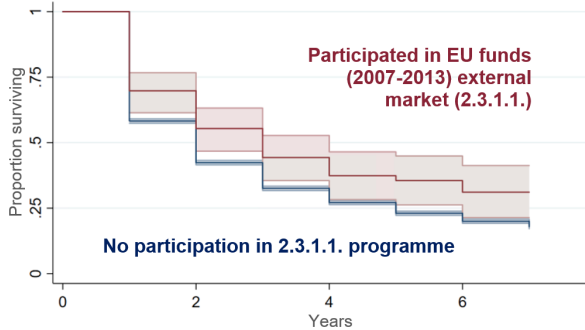 1
.75
.5
.25
0
Proportion surviving
Participated in EU funds
(2007-2013) external
market (2.3.1.1.)
No participation in 2.3.1.1. programme
0 2 4 6
Years